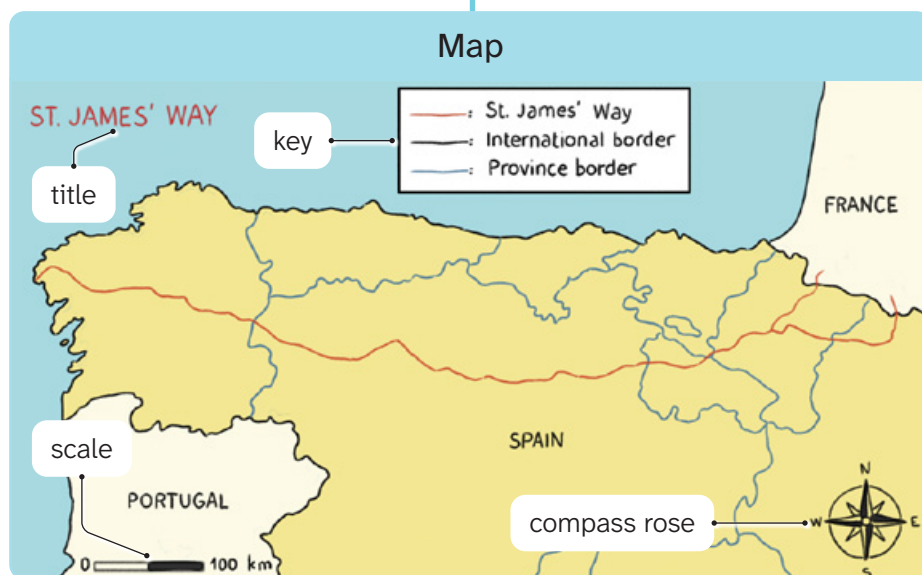 Map
ST. JAMES' WAY
title
key
: St. James' Way
: International border
: Province border
FRANCE
SPAIN
PORTUGAL
scale
0 100 km
compass rose
N
W E
S